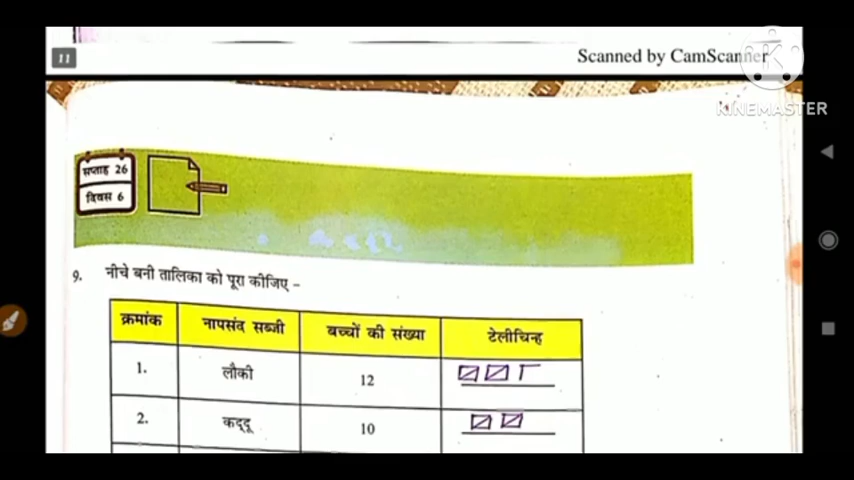 11
Scanned by CamScanner
KINEMASTER
सप्ताह 26
दिवस 6
9. नीचे बनी तालिका को पूरा कीजिए –
क्रमांक नापसंद सब्जी बच्चों की संख्या टेलीचिन्ह
1. लौकी 12
2. कद्दू 10